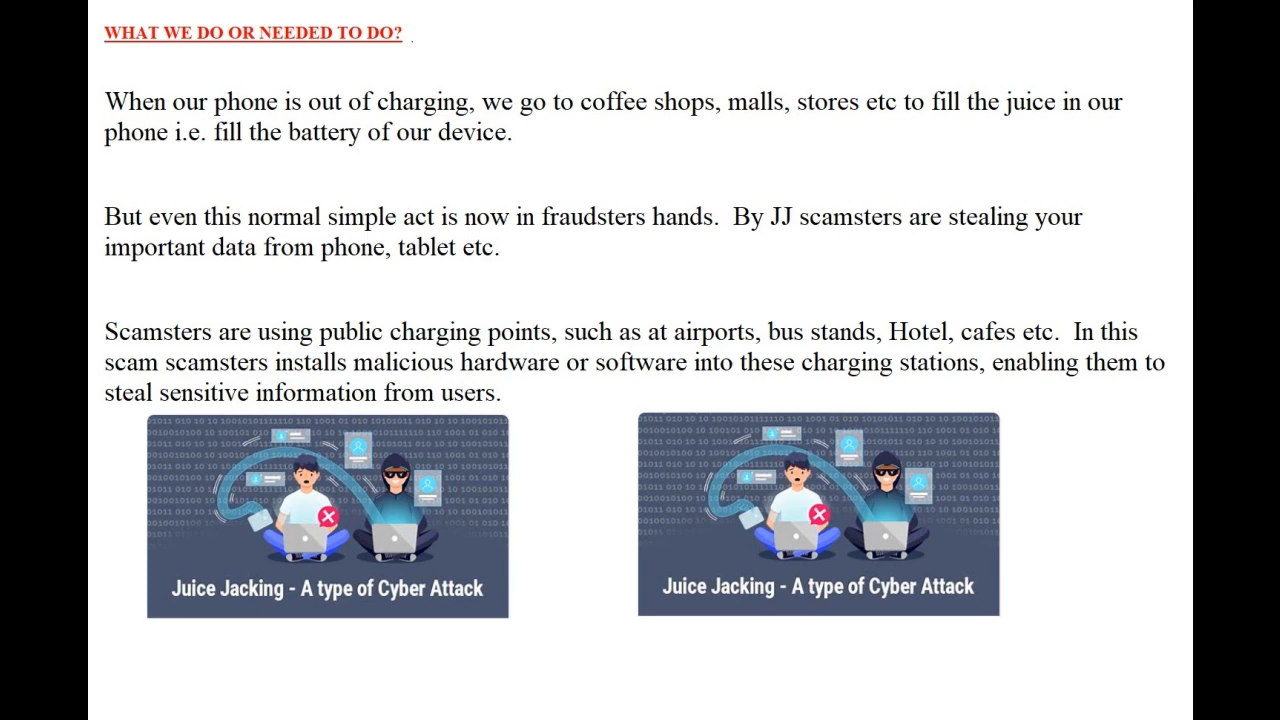 WHAT WE DO OR NEEDED TO DO? .
When our phone is out of charging, we go to coffee shops, malls, stores etc to fill the juice in our
phone i.e. fill the battery of our device.
But even this normal simple act is now in fraudsters hands.  By JJ scamsters are stealing your
important data from phone, tablet etc.
Scamsters are using public charging points, such as at airports, bus stands, Hotel, cafes etc.  In this
scam scamsters installs malicious hardware or software into these charging stations, enabling them to
steal sensitive information from users.
Juice Jacking - A type of Cyber Attack
Juice Jacking - A type of Cyber Attack